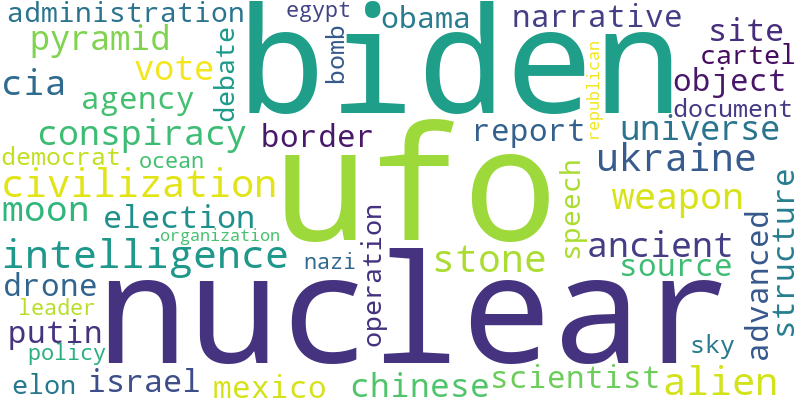 administration
egypt
obama
narrative
site
pyramid
debate
bomb
biden
republican
cartel
vote
object
cia
agency
document
conspiracy
border
report
universe
democrat
ocean
ufo
ukraine
civilization
speech
weapon
structure
moon
election
organization
operation
advanced
ancient
intelligence
nazi
stone
source
drone
nuclear
leader
putin
policy
sky
elon
israel
mexico
chinese
scientist
alien